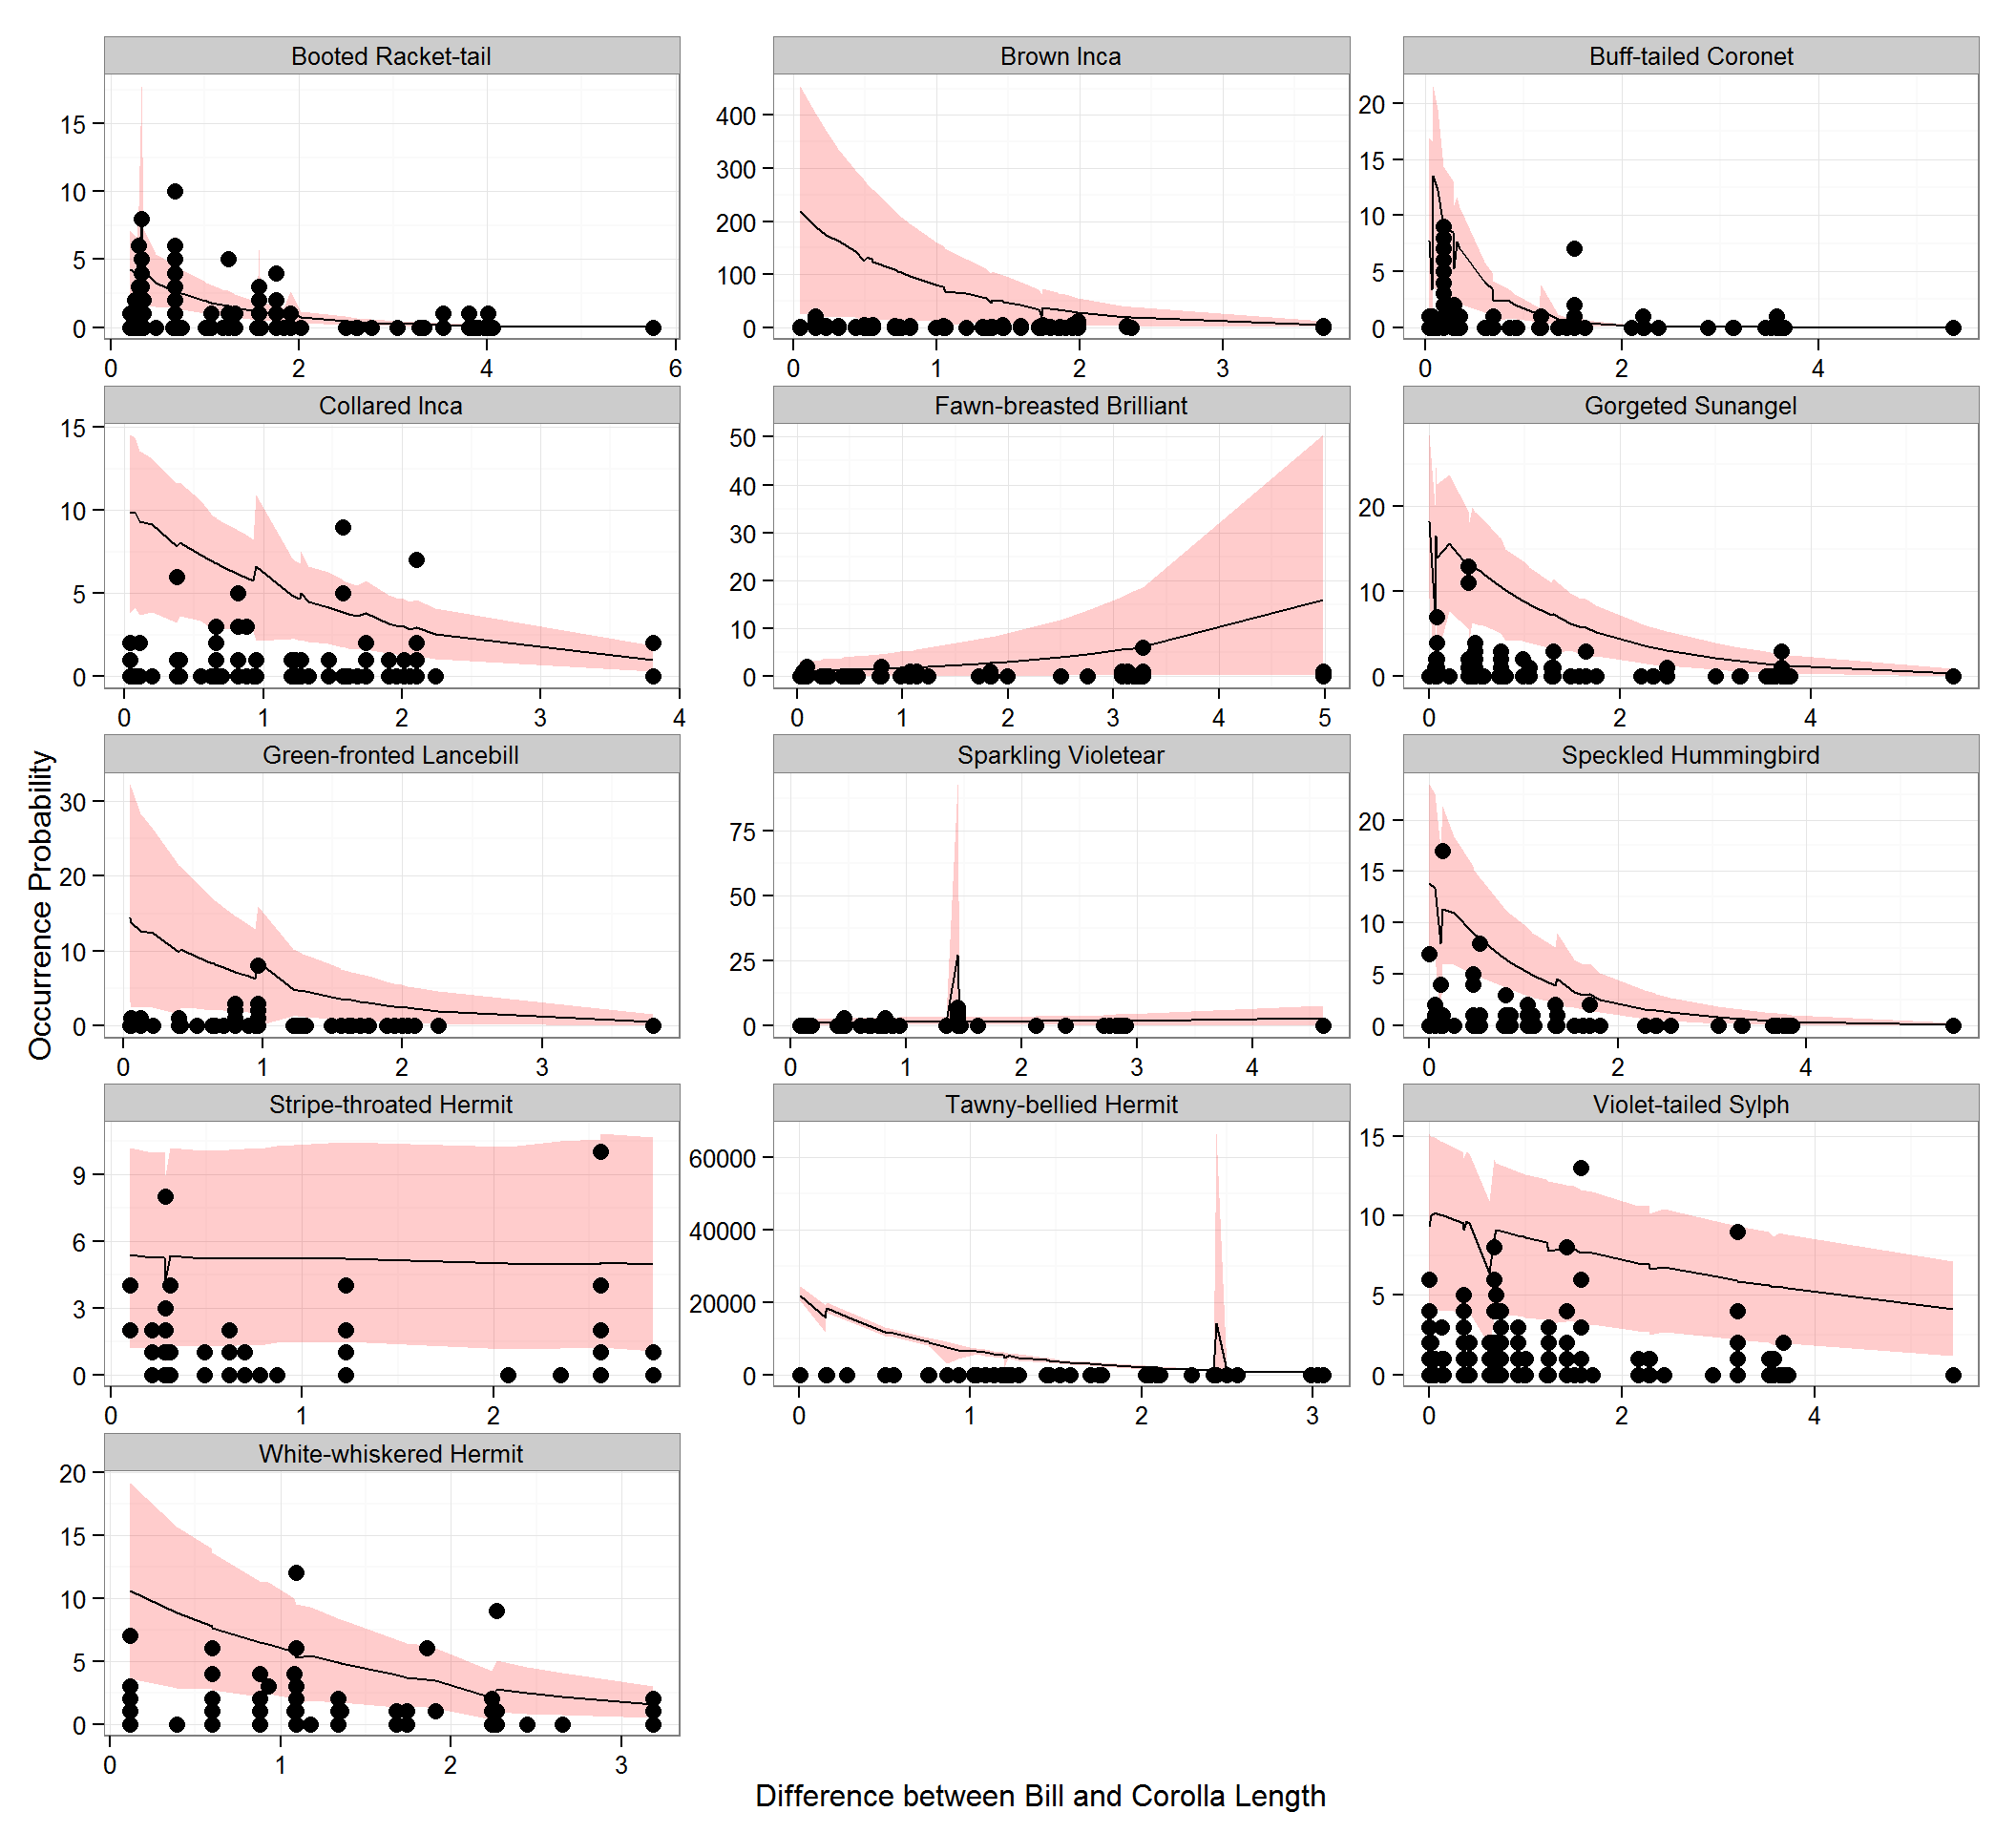 Booted Racket-tail
Brown Inca
Buff-tailed Coronet
15
10
5
0
0 2 4 6
400
300
200
100
0
0 1 2 3
20
15
10
5
0
0 2 4
Collared Inca
Fawn-breasted Brilliant
Gorgeted Sunangel
15
10
5
0
0 1 2 3 4
50
40
30
20
10
0
0 1 2 3 4 5
20
10
0
0 2 4
Green-fronted Lancebill
Sparkling Violetear
Speckled Hummingbird
30
20
10
0
0 1 2 3
75
50
25
0
0 1 2 3 4
20
15
10
5
0
0 2 4
Occurrence Probability
Stripe-throated Hermit
Tawny-bellied Hermit
Violet-tailed Sylph
9
6
3
0
0 1 2
60000
40000
20000
0
0 1 2 3
15
10
5
0
0 2 4
White-whiskered Hermit
20
15
10
5
0
0 1 2 3
Difference between Bill and Corolla Length